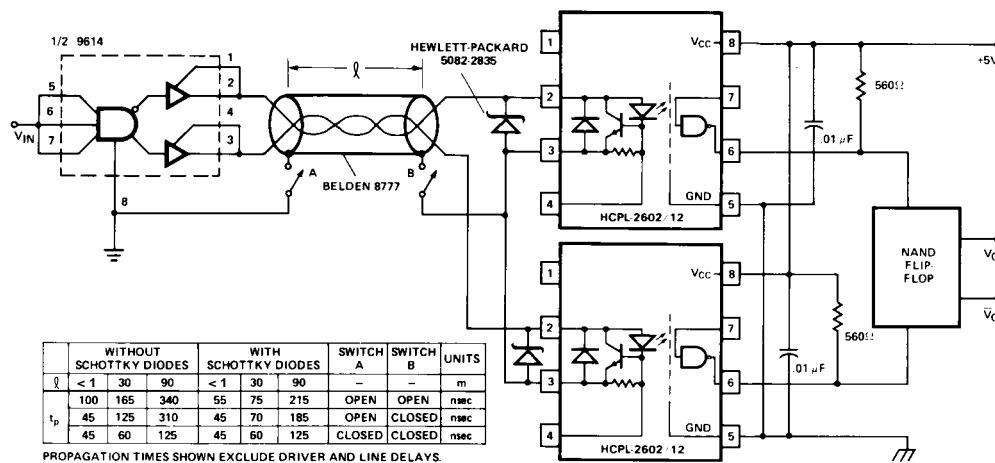 1/2 9614
1
2
4
3
5
6
7
V_IN
8
ℓ
A
B
BELDEN 8777
HEWLETT-PACKARD
5082-2835
1
2
3
4
V_CC
8
7
6
GND
5
HCPL-2602/12
.01 µF
560Ω
+5V
NAND
FLIP-
FLOP
1
2
3
4
V_CC
8
7
6
GND
5
HCPL-2602/12
.01 µF
560Ω
WITHOUT SCHOTTKY DIODES WITH SCHOTTKY DIODES SWITCH A SWITCH B UNITS
ℓ < 1 30 90 < 1 30 90 – – m
t_p 100 165 340 55 75 215 OPEN OPEN nsec
45 125 310 45 70 185 OPEN CLOSED nsec
45 60 125 45 60 125 CLOSED CLOSED nsec
PROPAGATION TIMES SHOWN EXCLUDE DRIVER AND LINE DELAYS.